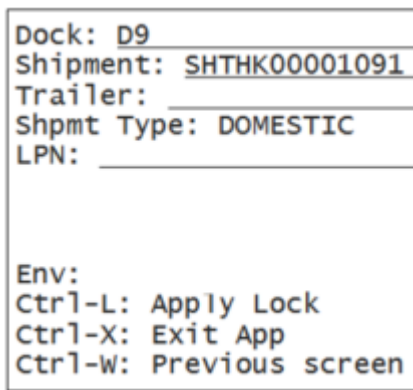 Dock: D9
Shipment: SHTHK00001091
Trailer:
Shpmt Type: DOMESTIC
LPN:
Env:
Ctrl-L: Apply Lock
Ctrl-X: Exit App
Ctrl-W: Previous screen